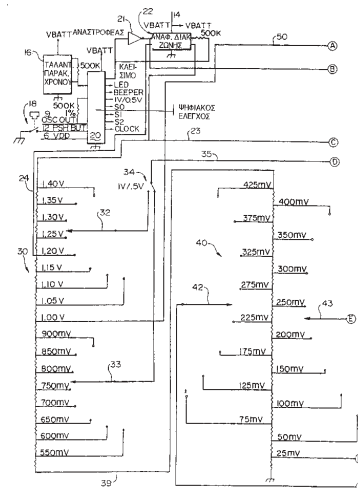 21
ΑΝΑΣΤΡΟΦΕΑΣ
22
14
VBATT
VBATT
VBATT
ΑΝΑΦ. ΔΙΑΚ.
ΖΩΝΗΣ
500K
50
A
16
ΤΑΛΑΝΤ.
ΠΑΡΑΚ.
ΧΡΟΝΟΥ
500K
VBATT
ΚΛΕΙ-
ΣΙΜΟ
B
LED
BEEPER
1V/0.5V
18
500K
1%
S0
S1
S2
CLOCK
ΨΗΦΙΑΚΟΣ
ΕΛΕΓΧΟΣ
9
OSC OUT
12 PSH BUT
6 VDD
20
23
C
35
D
24
34
1V/.5V
1,40V
1,35V
1,30V
1,25V
1,20V
1,15V
1,10V
1,05V
1,00V
900mV
850mV
800mV
750mV
700mV
650mV
600mV
550mV
32
30
33
39
425mV
400mV
375mV
350mV
325mV
300mV
275mV
250mV
225mV
200mV
175mV
150mV
125mV
100mV
75mV
50mV
25mV
40
42
43
E